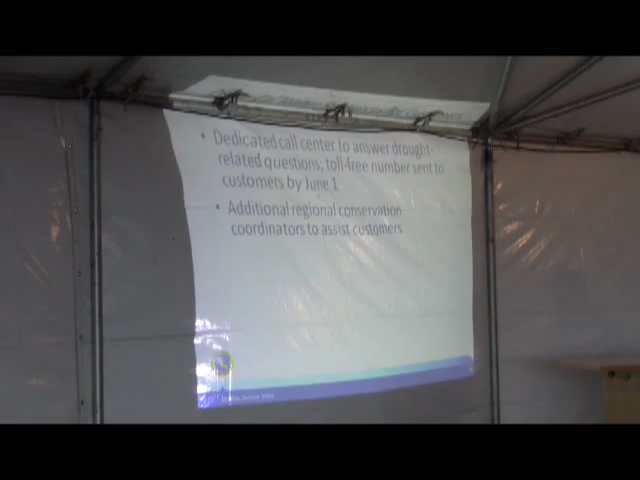 • Dedicated call center to answer drought-
related questions; toll-free number sent to
customers by June 1
• Additional regional conservation
coordinators to assist customers